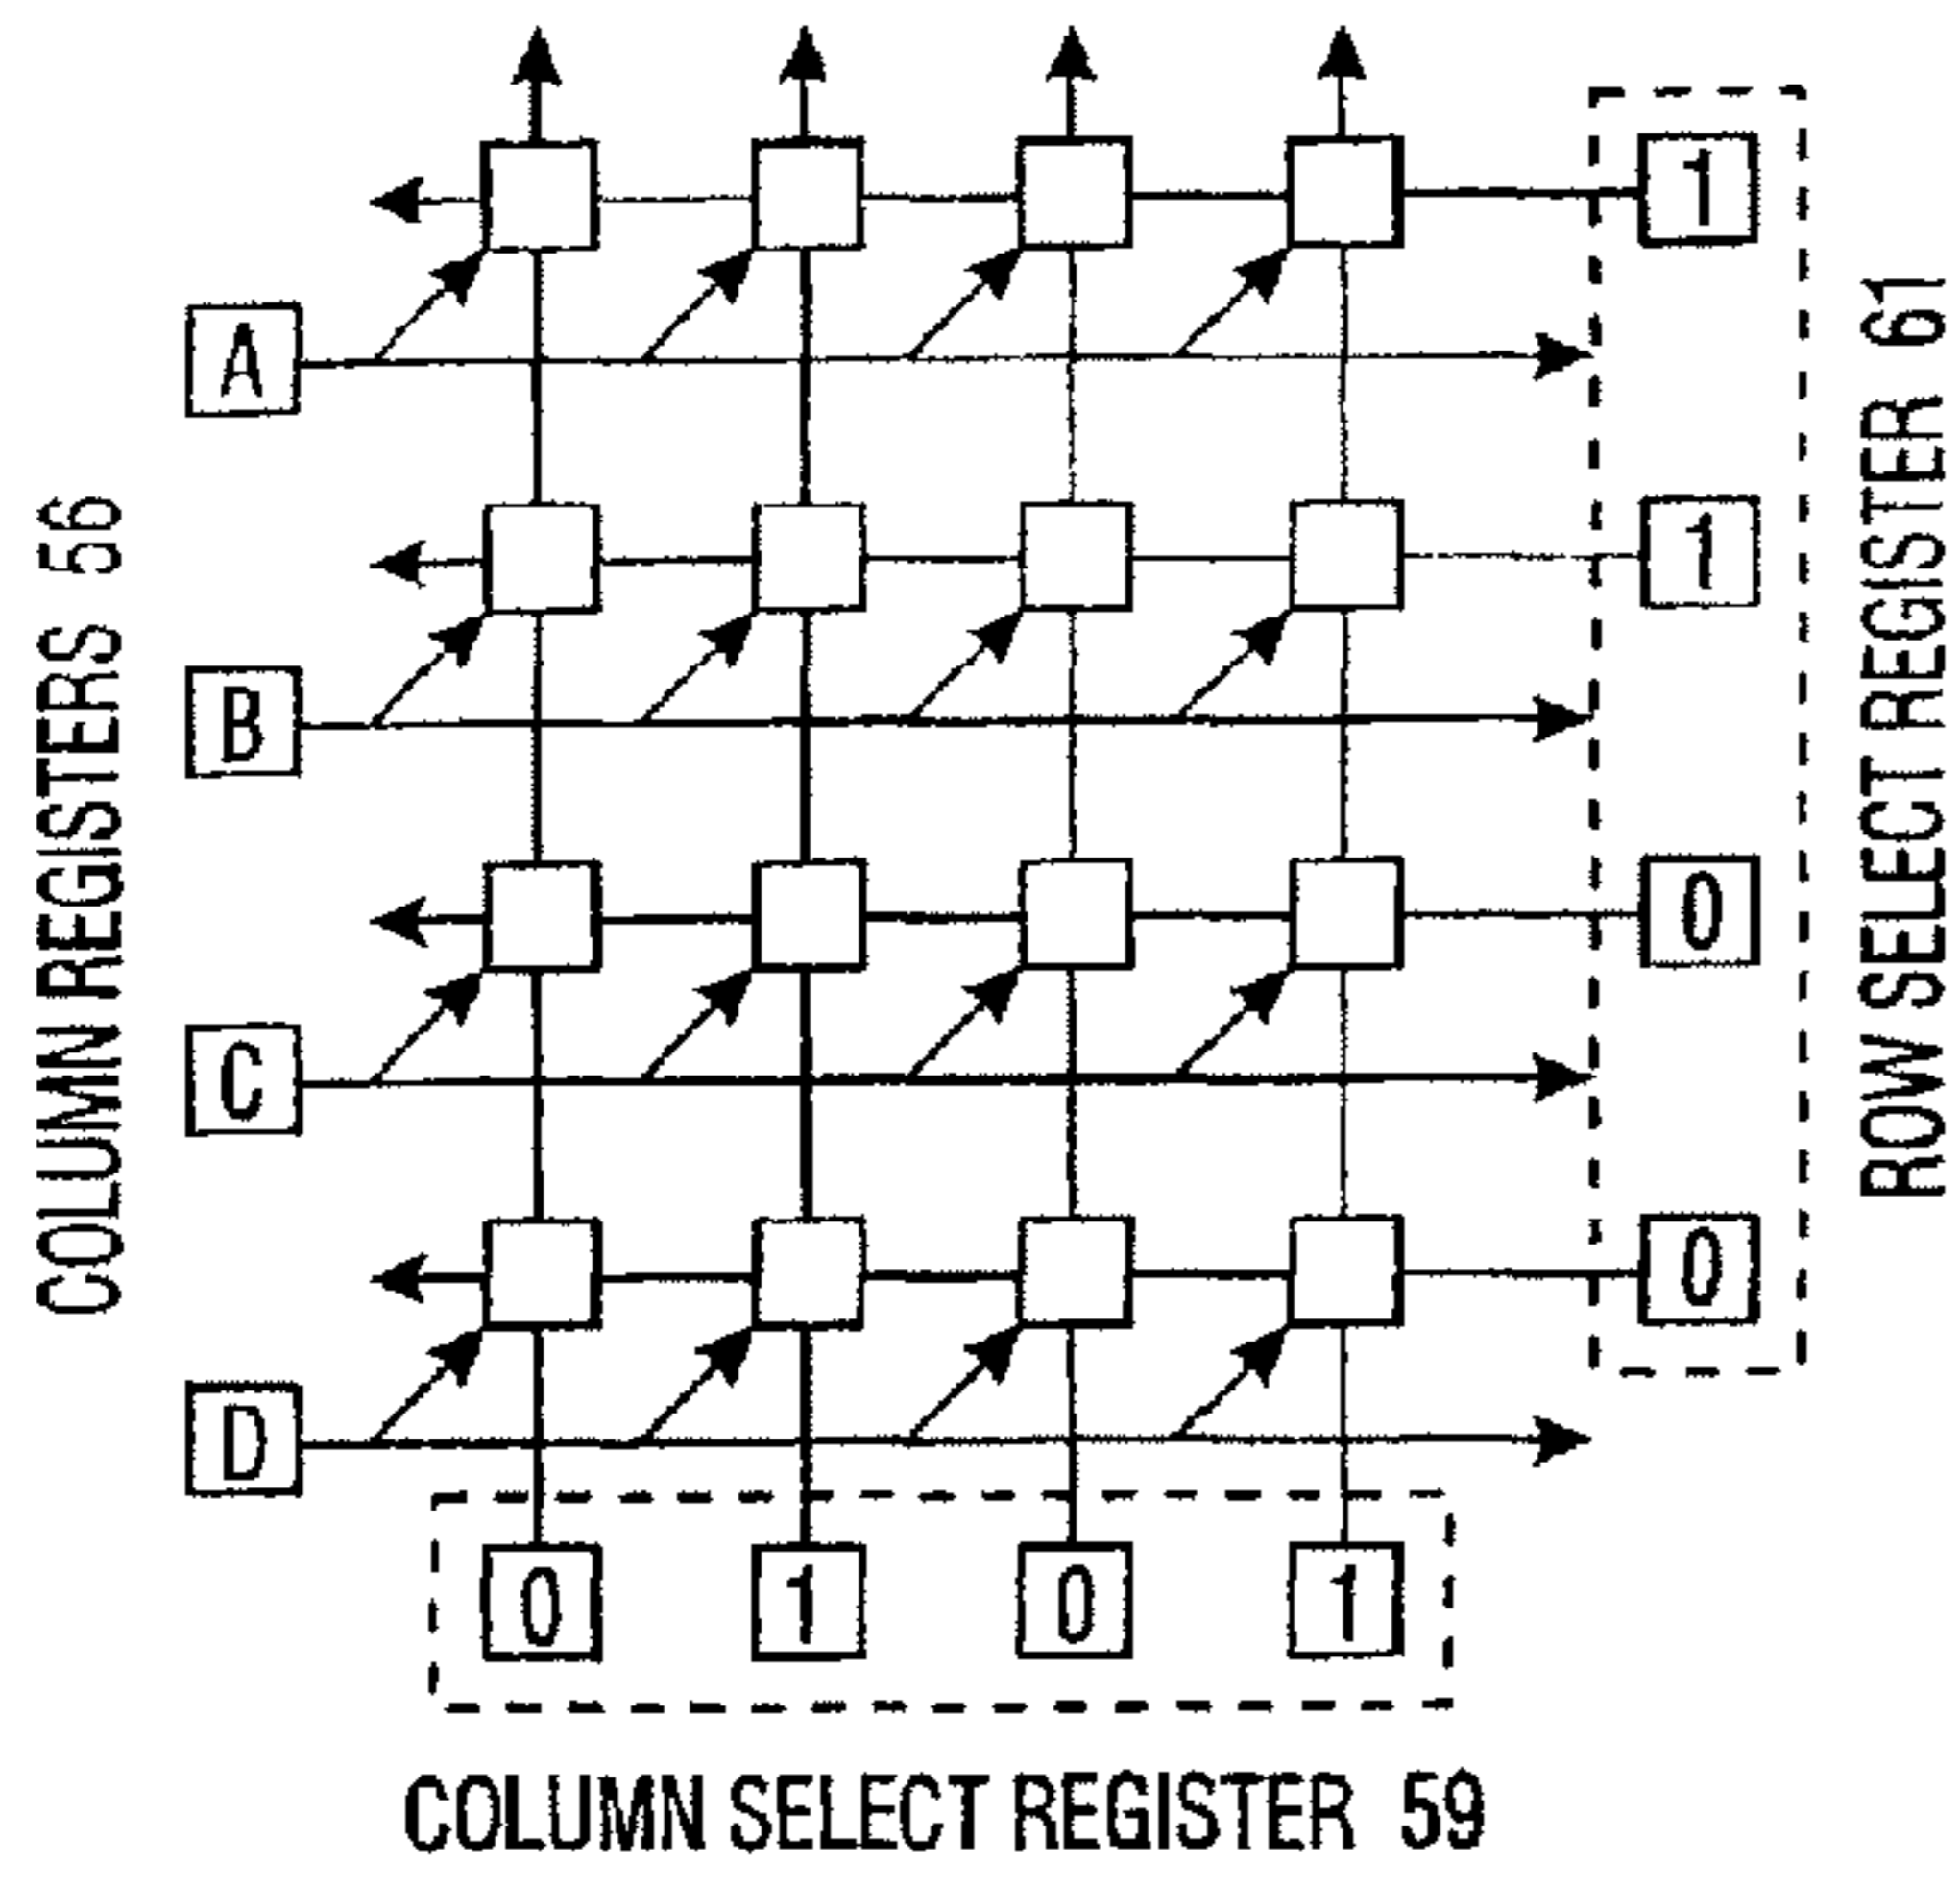 COLUMN REGISTERS 56
A
B
C
D
1
1
0
0
ROW SELECT REGISTER 61
0 1 0 1
COLUMN SELECT REGISTER 59